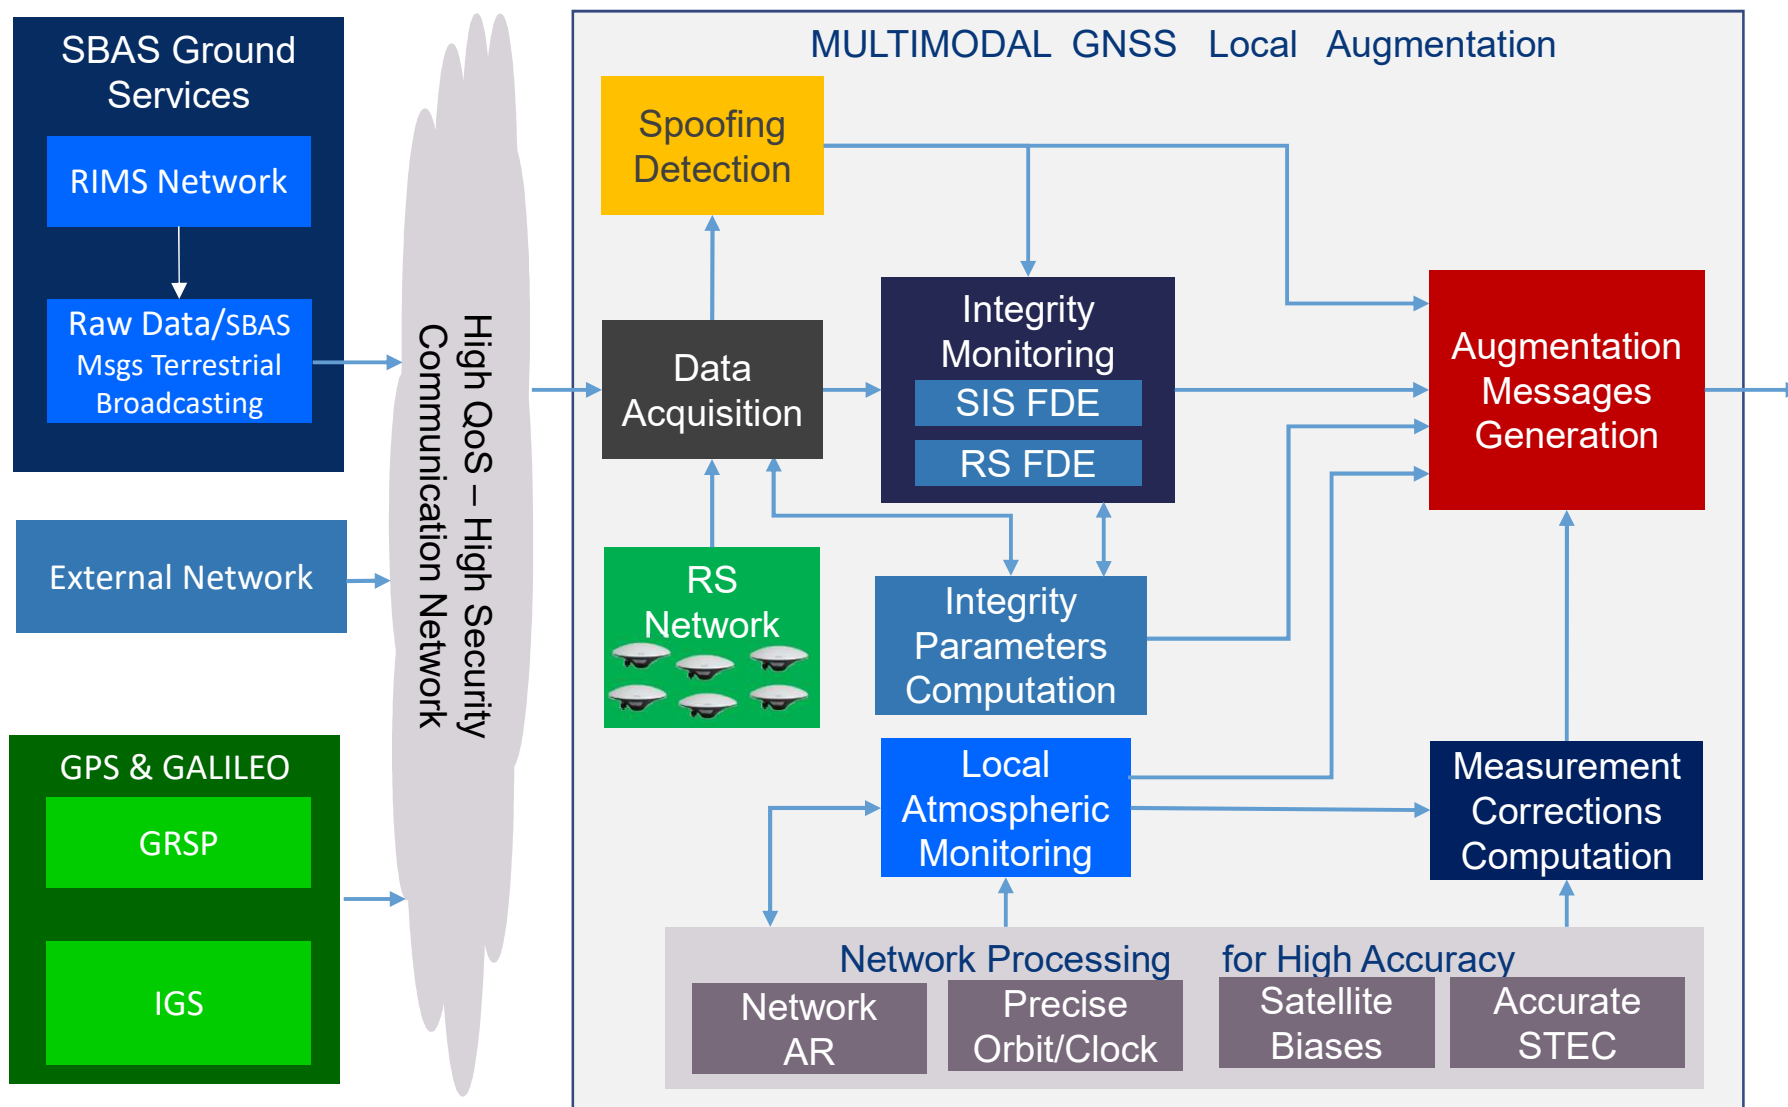 SBAS Ground
Services
RIMS Network
Raw Data/SBAS
Msgs Terrestrial
Broadcasting
External Network
GPS & GALILEO
GRSP
IGS
High QoS – High Security
Communication Network
MULTIMODAL GNSS Local Augmentation
Spoofing
Detection
Data
Acquisition
RS
Network
Integrity
Monitoring
SIS FDE
RS FDE
Integrity
Parameters
Computation
Local
Atmospheric
Monitoring
Augmentation
Messages
Generation
Measurement
Corrections
Computation
Network Processing for High Accuracy
Network
AR
Precise
Orbit/Clock
Satellite
Biases
Accurate
STEC